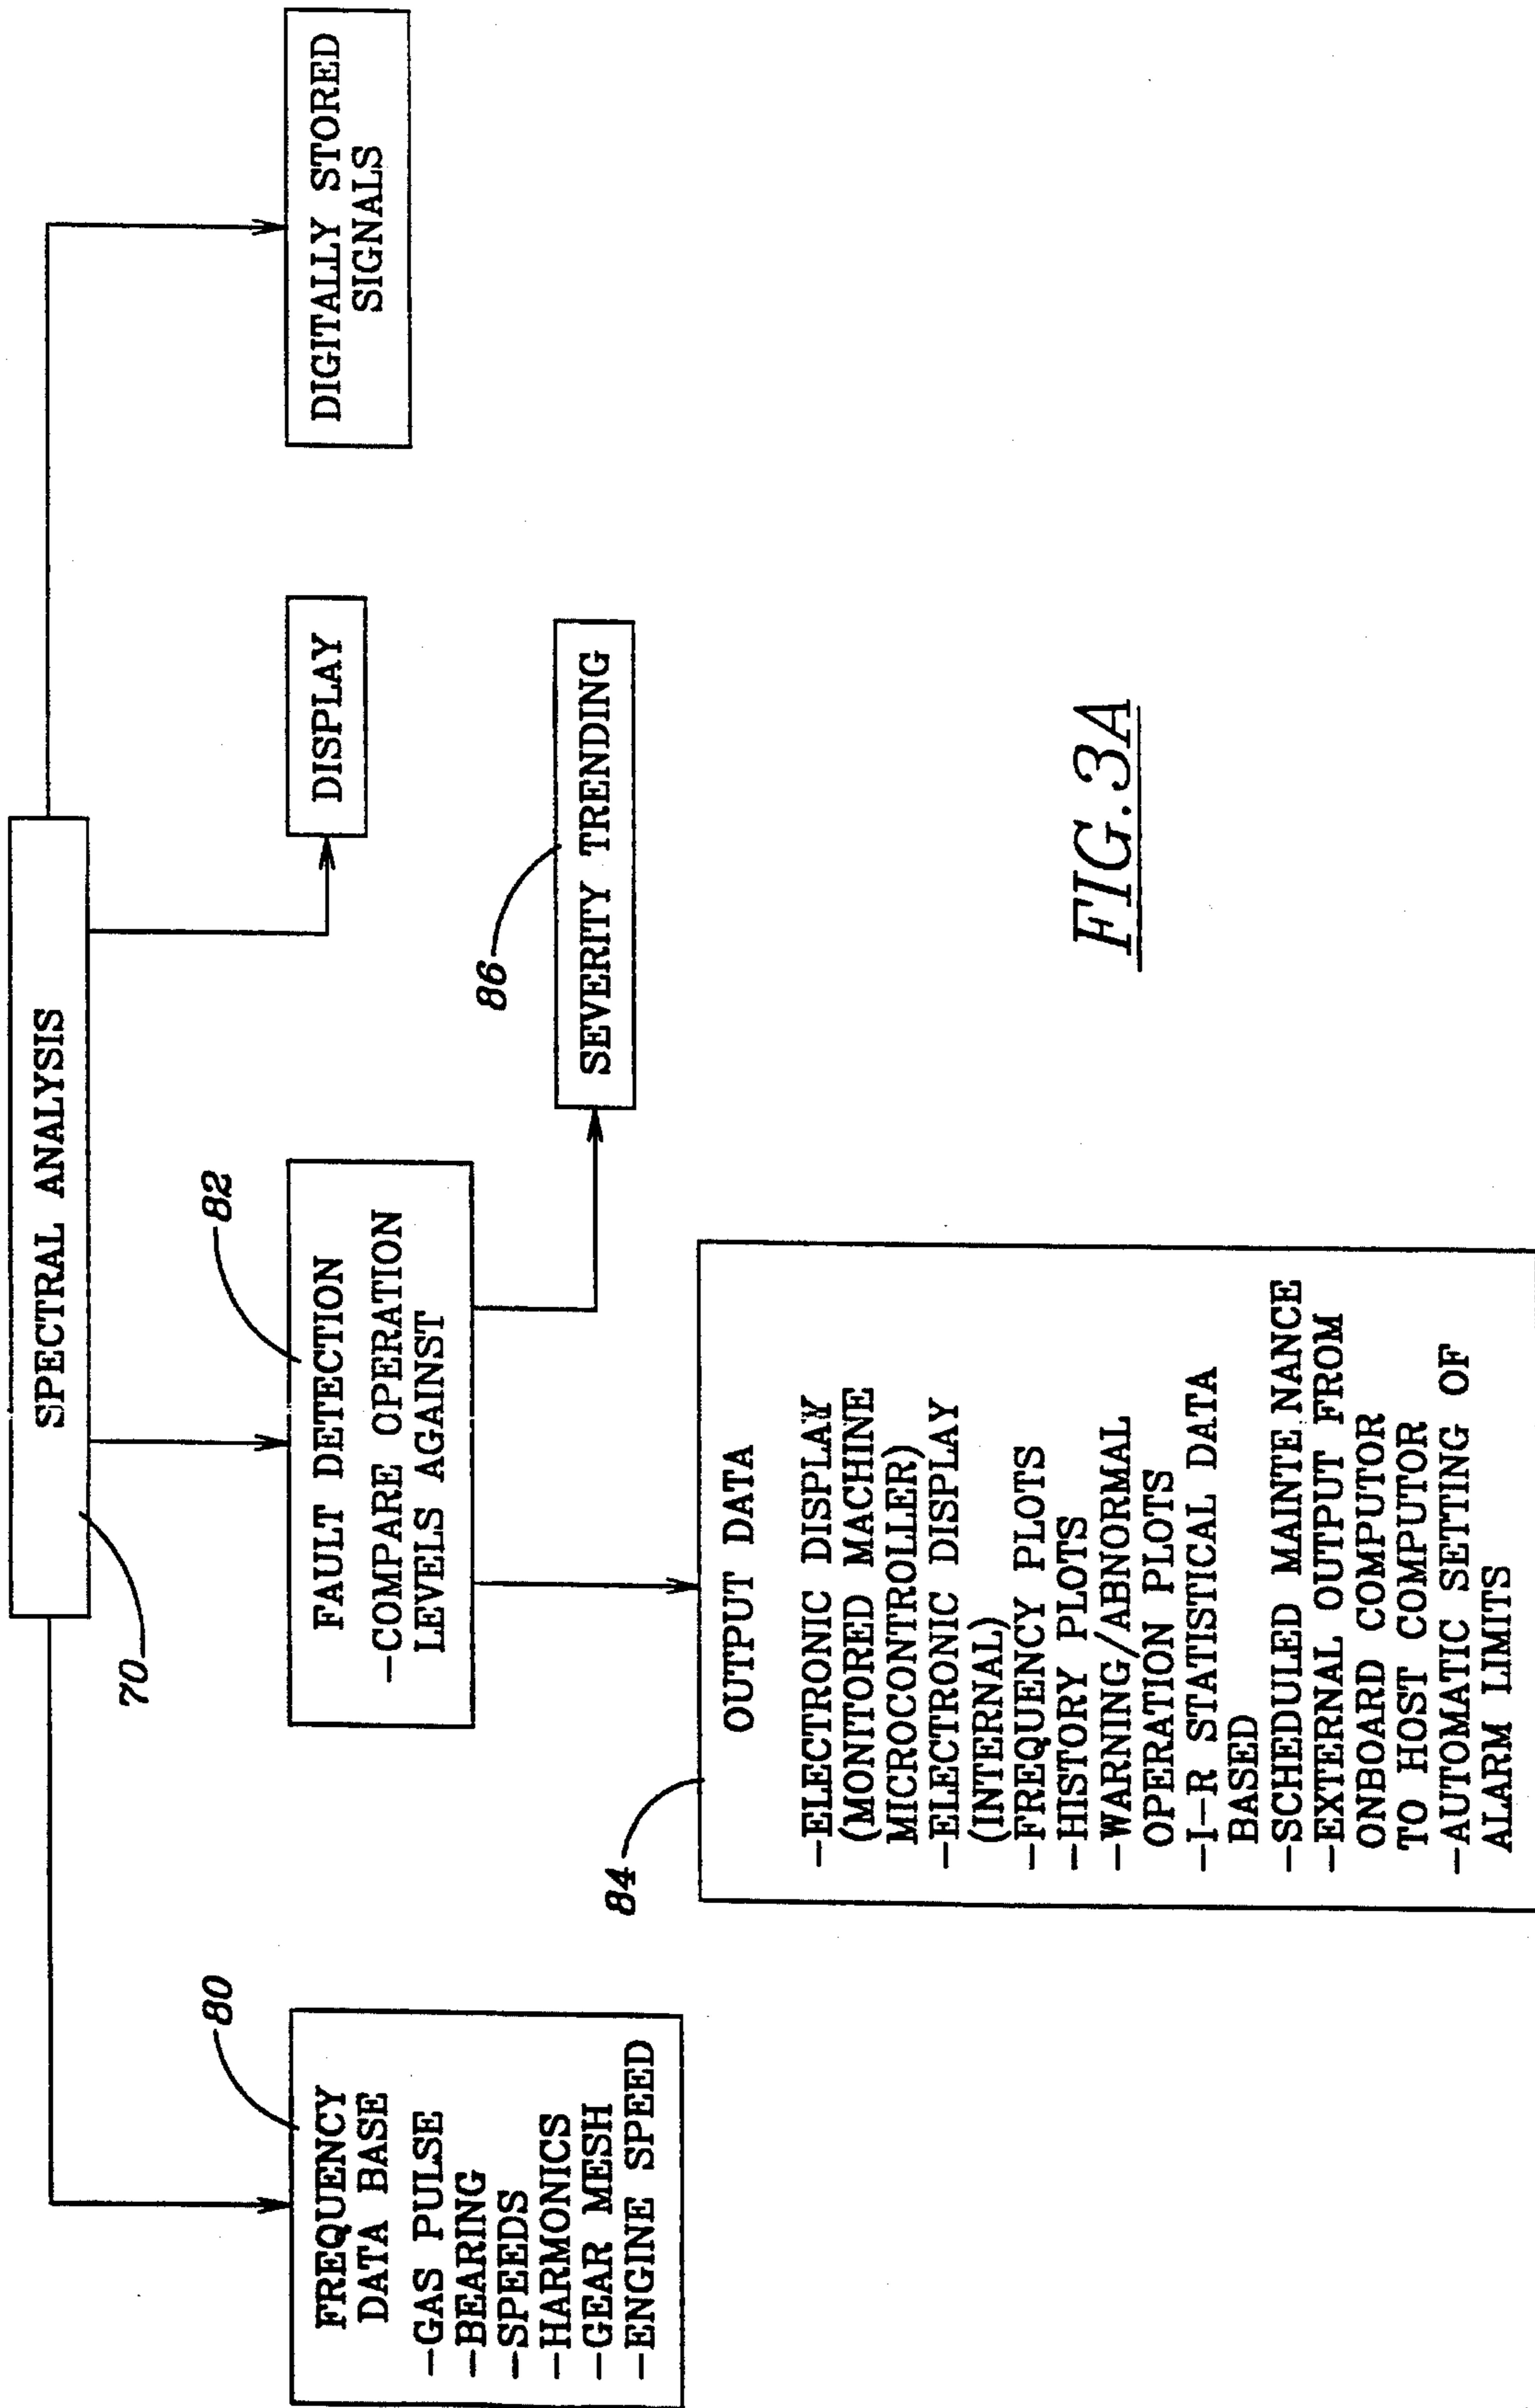 SPECTRAL ANALYSIS
70
80
FREQUENCY
DATA BASE
-GAS PULSE
-BEARING
-SPEEDS
-HARMONICS
-GEAR MESH
-ENGINE SPEED
82
FAULT DETECTION
-COMPARE OPERATION
LEVELS AGAINST
DISPLAY
DIGITALLY STORED
SIGNALS
84
OUTPUT DATA
-ELECTRONIC DISPLAY
(MONITORED MACHINE
MICROCONTROLLER)
-ELECTRONIC DISPLAY
(INTERNAL)
-FREQUENCY PLOTS
-HISTORY PLOTS
-WARNING/ABNORMAL
OPERATION PLOTS
-I-R STATISTICAL DATA
BASED
-SCHEDULED MAINTE NANCE
-EXTERNAL OUTPUT FROM
ONBOARD COMPUTOR
TO HOST COMPUTOR
-AUTOMATIC SETTING OF
ALARM LIMITS
86
SEVERITY TRENDING
FIG. 3A